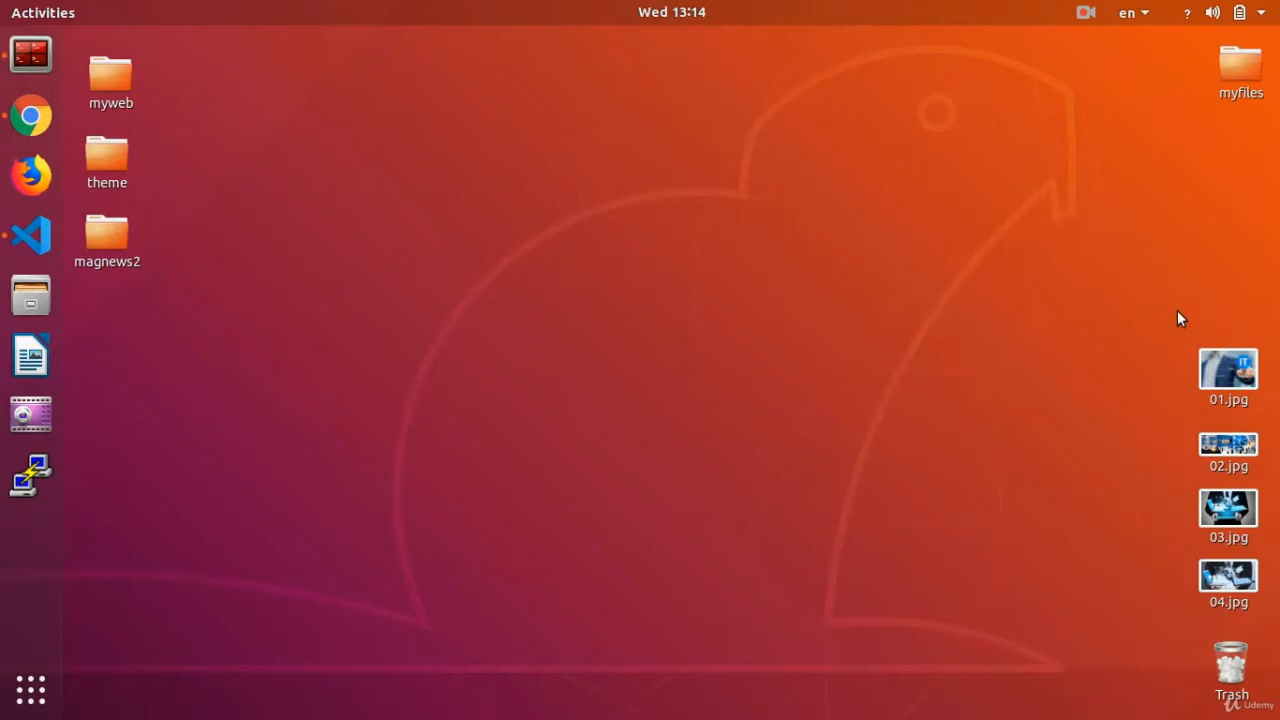 Activities
Wed 13:14
en
?
myweb
theme
magnews2
myfiles
IT
01.jpg
02.jpg
03.jpg
04.jpg
Trash
Udemy